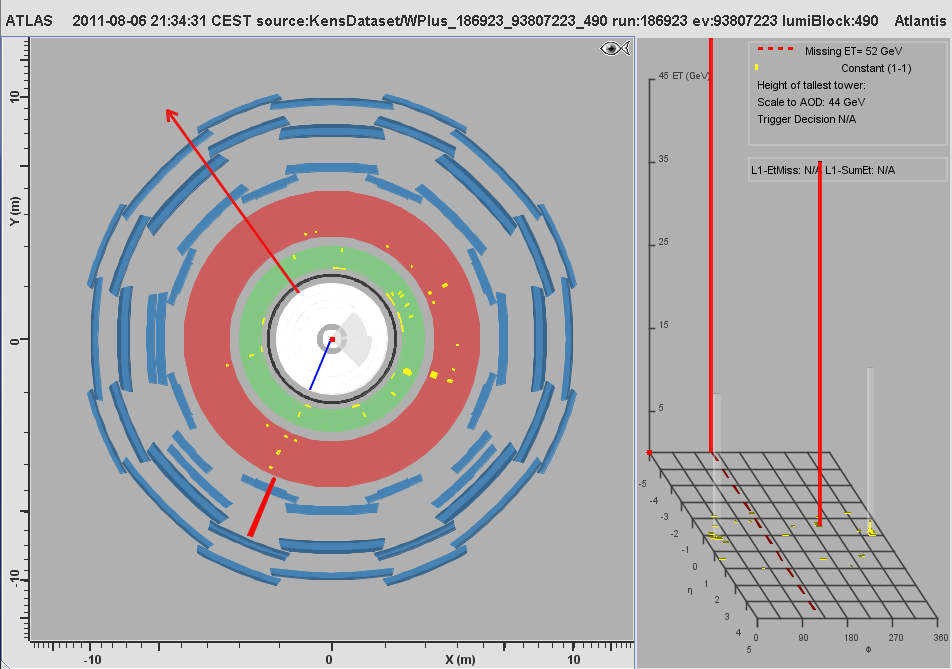 ATLAS 2011-08-06 21:34:31 CEST source:KensDataset/WPlus_186923_93807223_490 run:186923 ev:93807223 lumiBlock:490 Atlantis
Missing ET= 52 GeV
Constant (1-1)
Height of tallest tower:
Scale to AOD: 44 GeV
Trigger Decision N/A
L1-EtMiss: N/A L1-SumEt: N/A
45 ET (GeV)
35
25
15
5
10
Y (m)
0
-10
-10
0
X (m)
10
-5
-4
-3
-2
-1
0
η
1
2
3
4
5
0
90
180
270
360
Φ